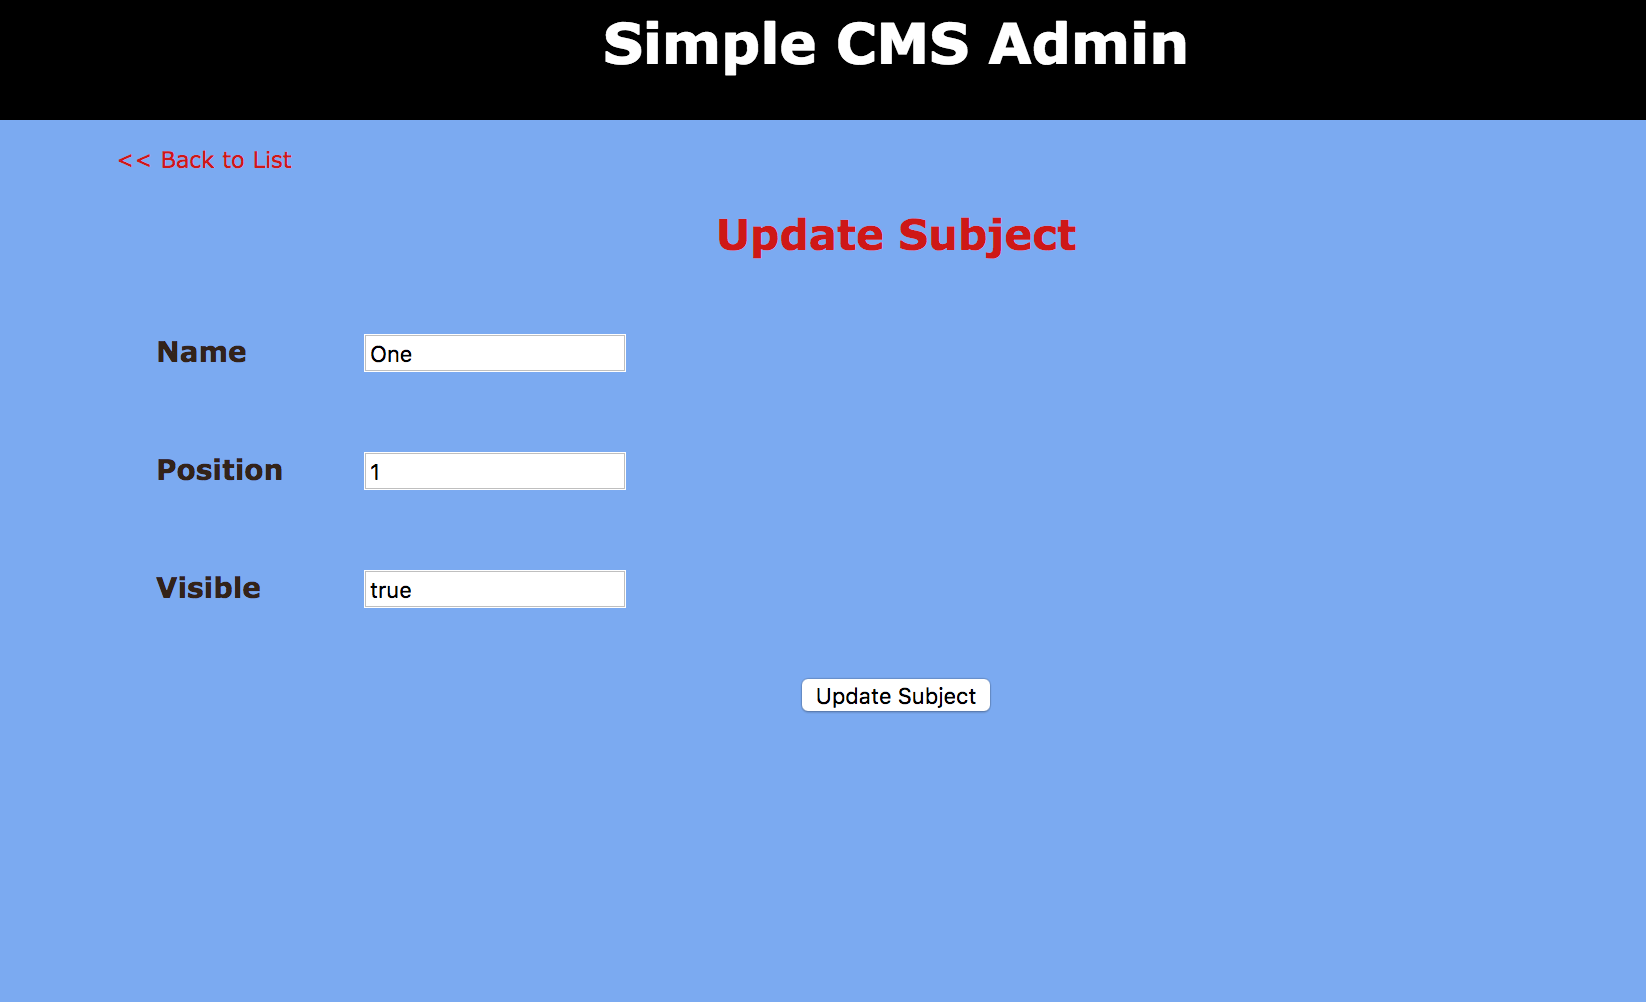 Simple CMS Admin
<< Back to List
Update Subject
Name One
Position 1
Visible true
Update Subject